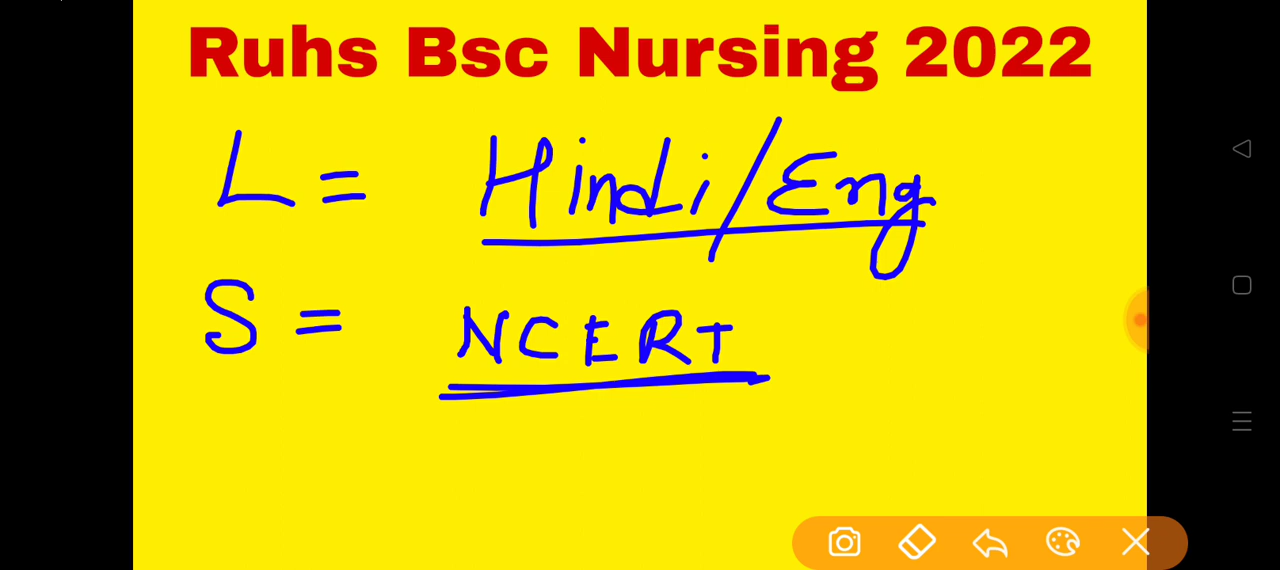 Ruhs Bsc Nursing 2022
L = Hindi/Eng
S = NCERT